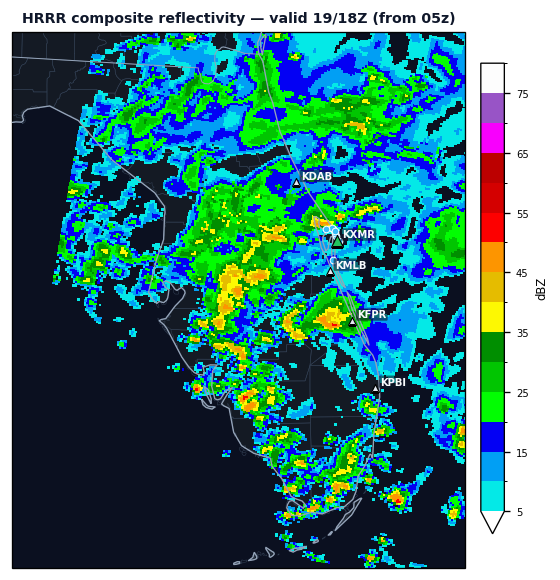 HRRR composite reflectivity — valid 19/18Z (from 05z)
75
65
KDAB
55
KXMR
KMLB
45
dBZ
KFPR
35
KPBI
25
15
5